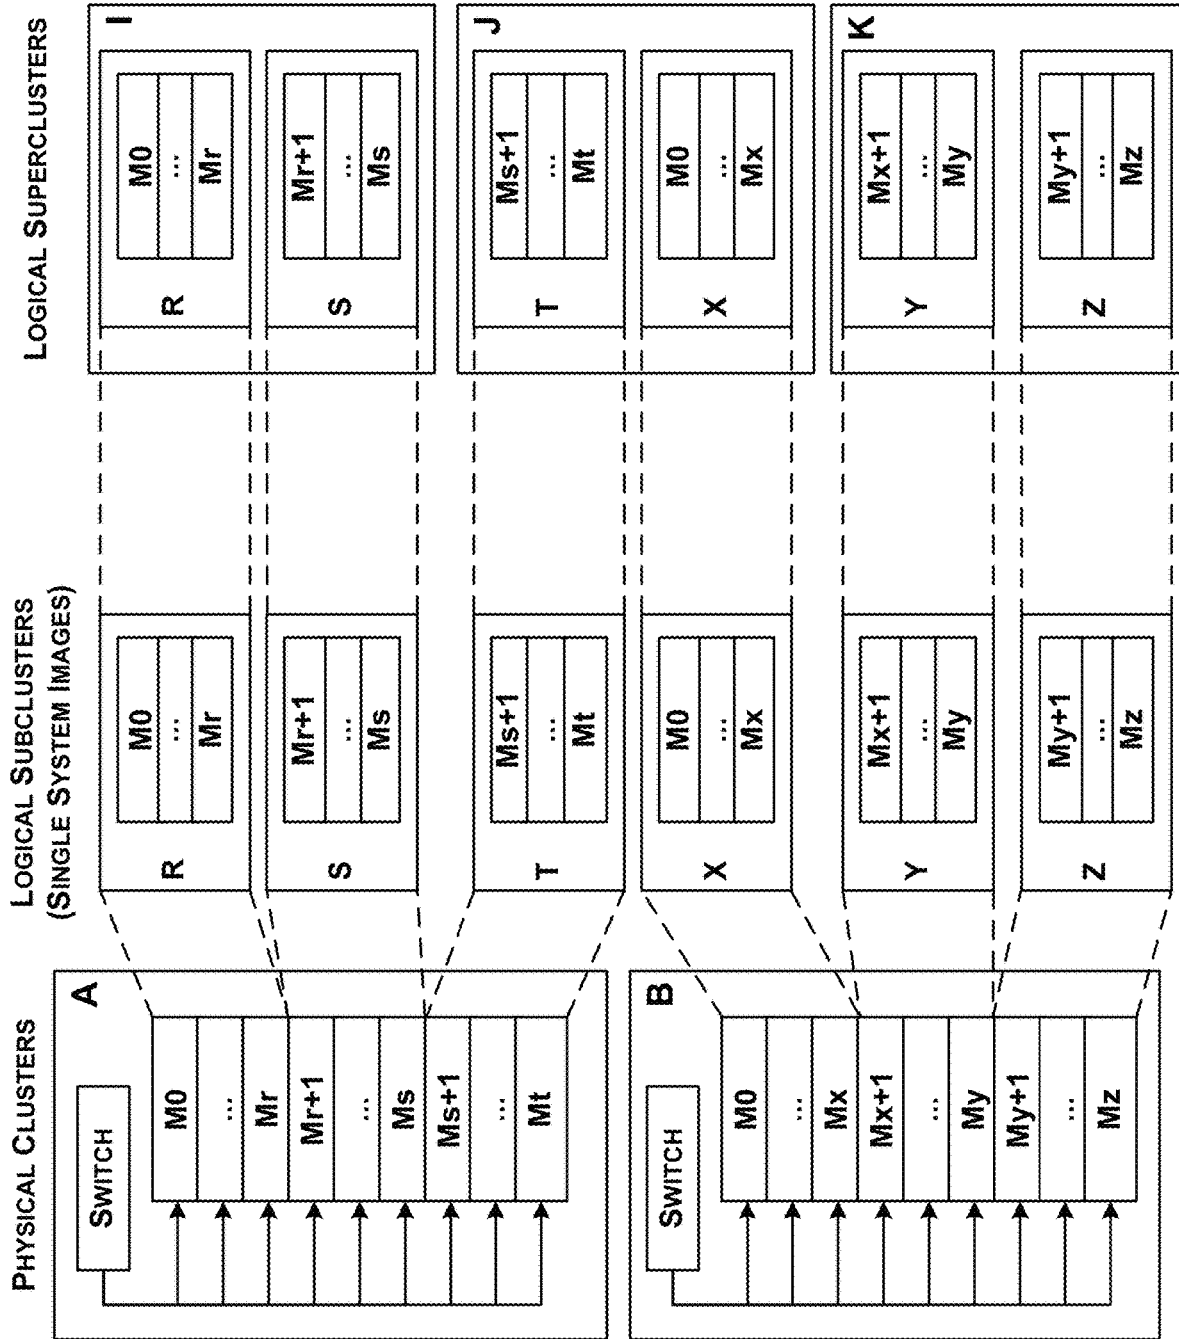 PHYSICAL CLUSTERS
A
SWITCH
M0
...
Mr
Mr+1
...
Ms
Ms+1
...
Mt
B
SWITCH
M0
...
Mx
Mx+1
...
My
My+1
...
Mz
LOGICAL SUBCLUSTERS
(SINGLE SYSTEM IMAGES)
R
M0
...
Mr
S
Mr+1
...
Ms
T
Ms+1
...
Mt
X
M0
...
Mx
Y
Mx+1
...
My
Z
My+1
...
Mz
LOGICAL SUPERCLUSTERS
I
R
M0
...
Mr
S
Mr+1
...
Ms
J
T
Ms+1
...
Mt
X
M0
...
Mx
K
Y
Mx+1
...
My
Z
My+1
...
Mz